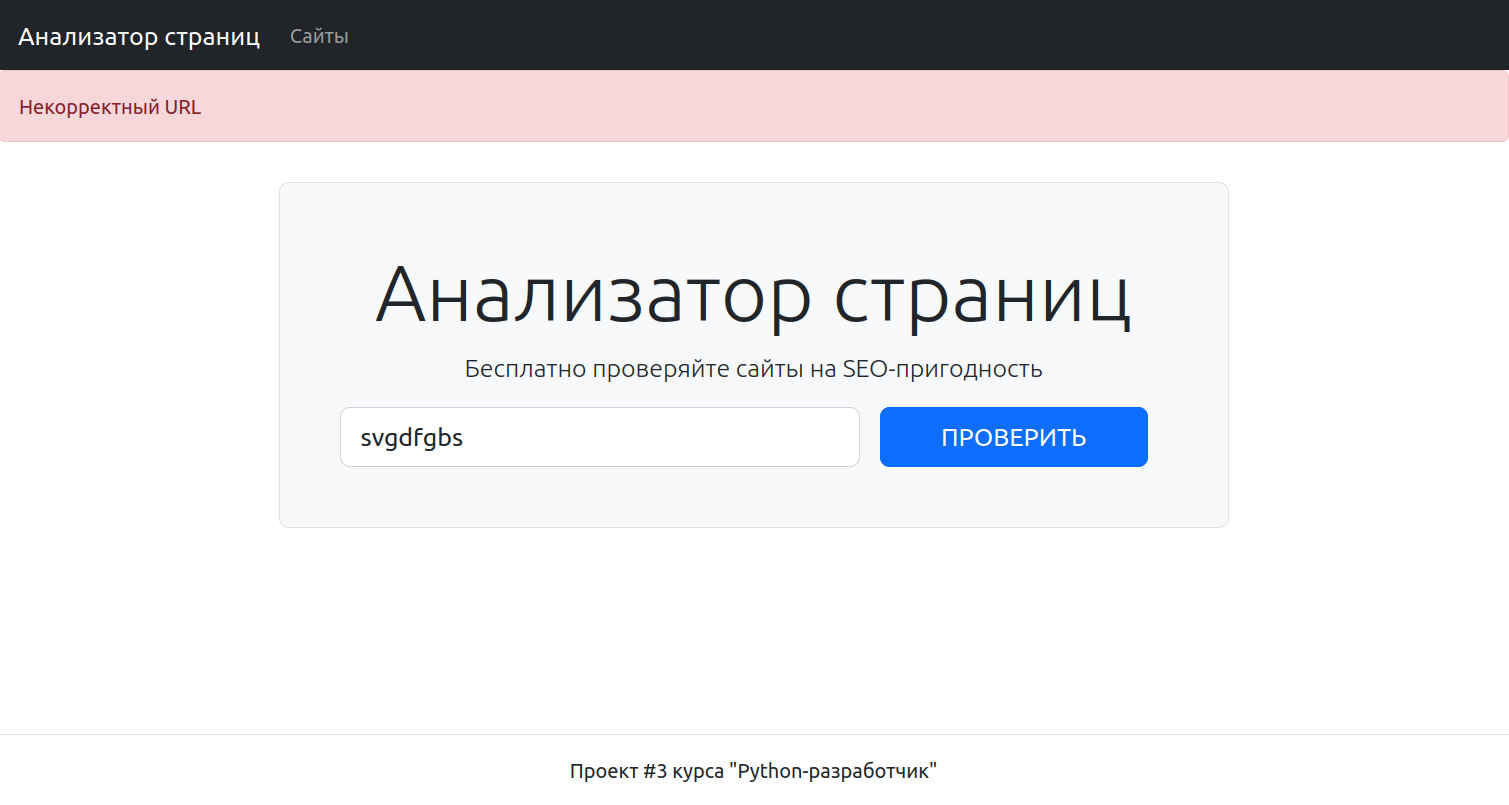 Анализатор страниц Сайты
Некорректный URL
Анализатор страниц
Бесплатно проверяйте сайты на SEO-пригодность
svgdfgbs ПРОВЕРИТЬ
Проект #3 курса "Python-разработчик"